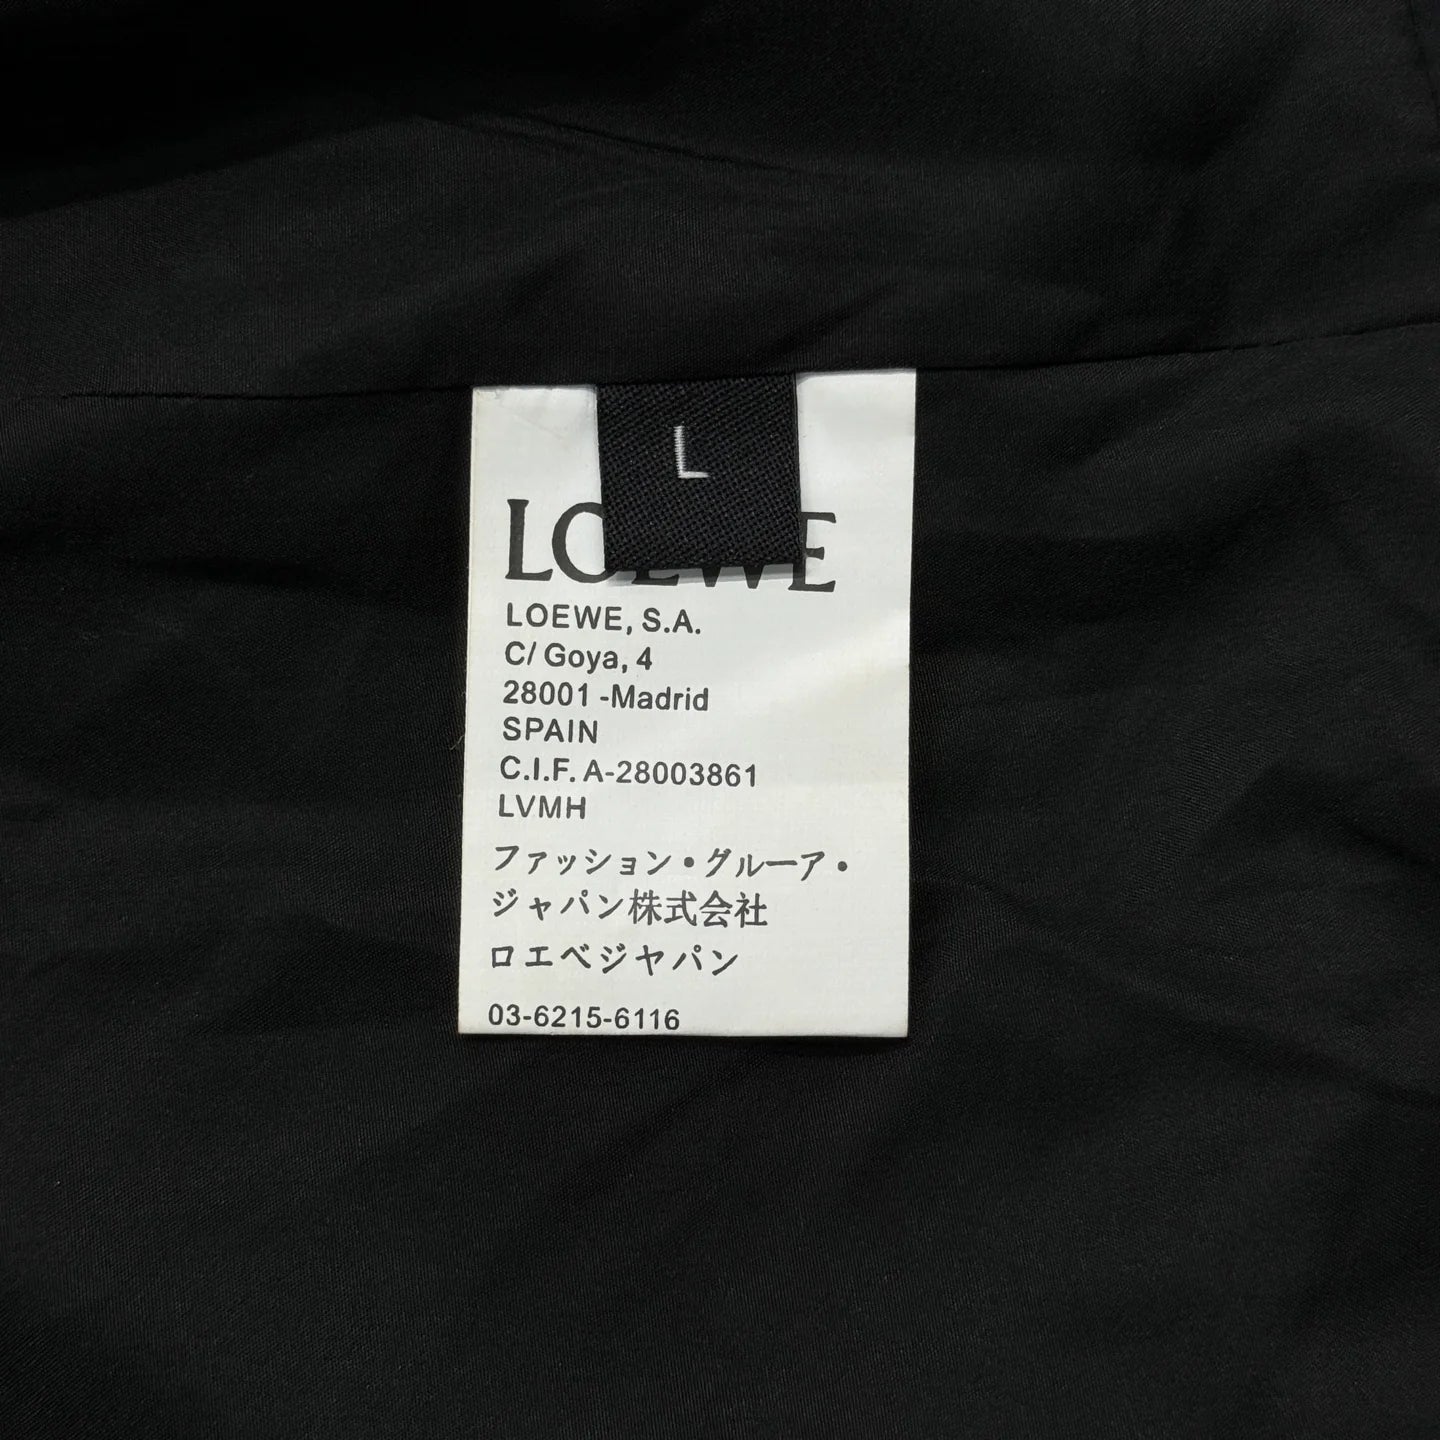 L
LOEWE
LOEWE, S.A.
C/ Goya, 4
28001 -Madrid
SPAIN
C.I.F. A-28003861
LVMH
ファッション・グルーア・
ジャパン株式会社
ロエベジャパン
03-6215-6116